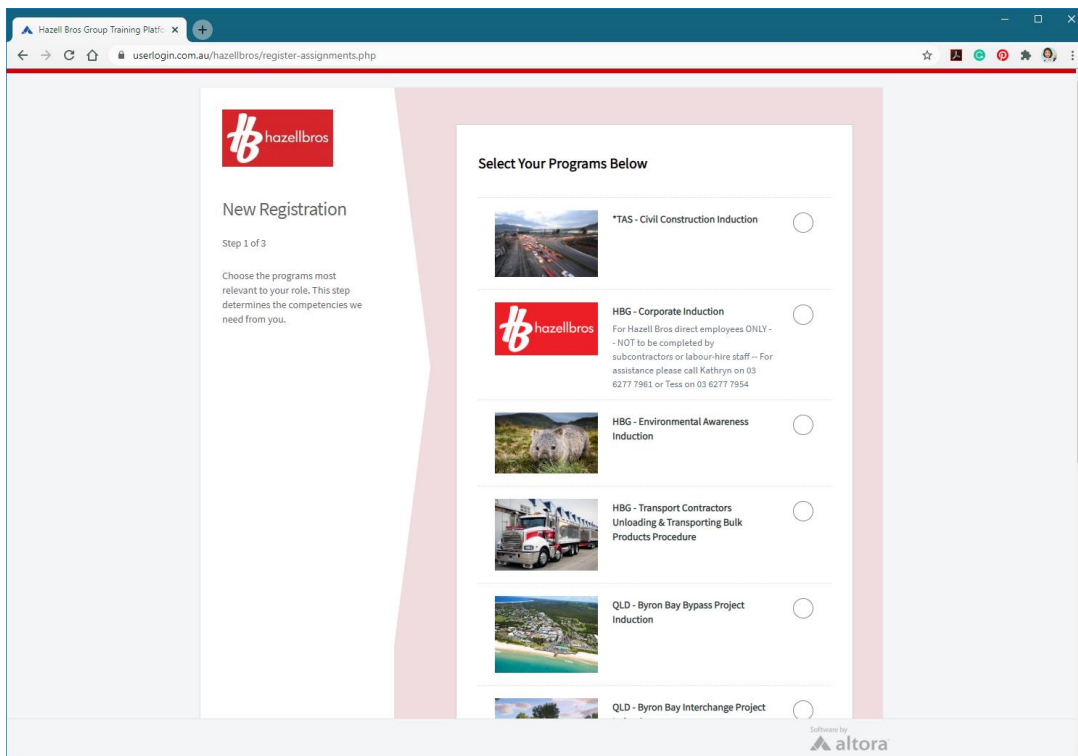 Hazell Bros Group Training Platfo
userlogin.com.au/hazellbros/register-assignments.php
hazellbros
New Registration
Step 1 of 3
Choose the programs most
relevant to your role. This step
determines the competencies we
need from you.
Select Your Programs Below
*TAS - Civil Construction Induction
hazellbros
HBG - Corporate Induction
For Hazell Bros direct employees ONLY -
- NOT to be completed by
subcontractors or labour-hire staff -- For
assistance please call Kathryn on 03
6277 7961 or Tess on 03 6277 7954
HBG - Environmental Awareness
Induction
HBG - Transport Contractors
Unloading & Transporting Bulk
Products Procedure
QLD - Byron Bay Bypass Project
Induction
QLD - Byron Bay Interchange Project
Software by
altora